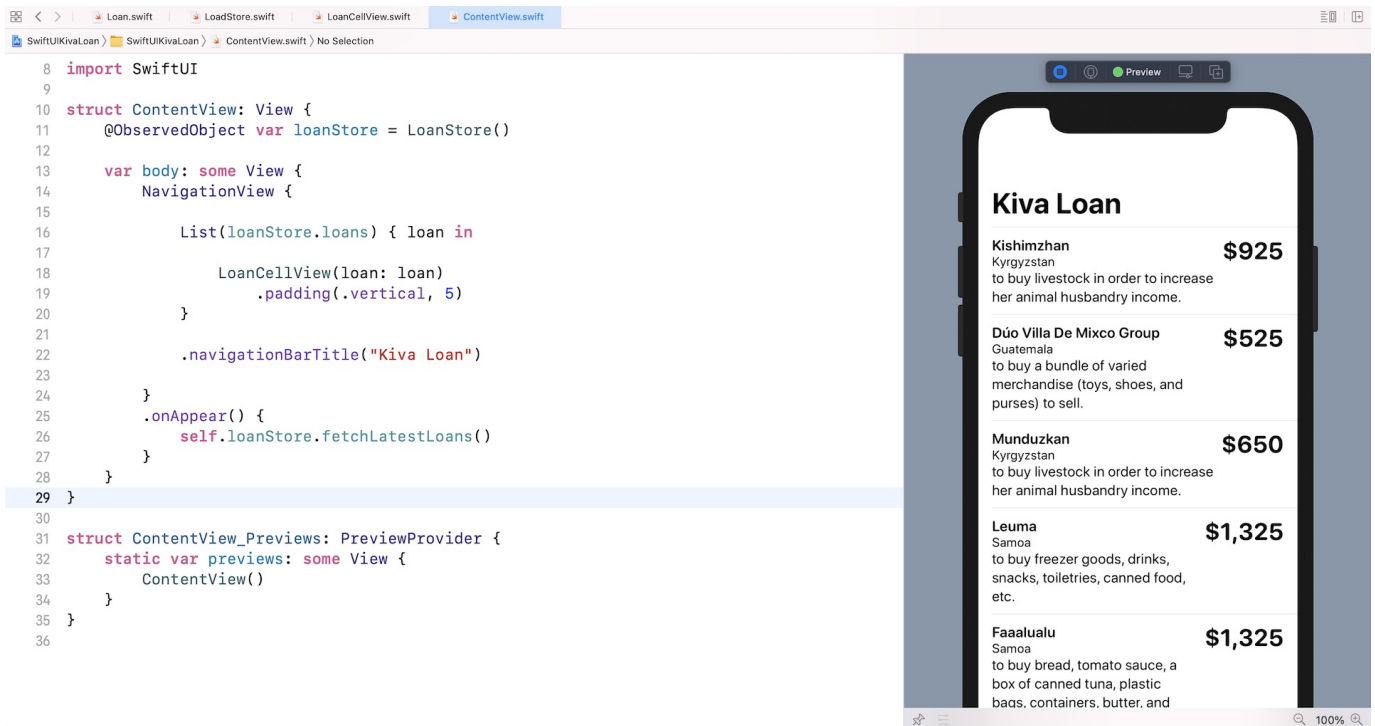 Loan.swift LoadStore.swift LoanCellView.swift ContentView.swift
SwiftUIKivaLoan SwiftUIKivaLoan ContentView.swift No Selection
8 import SwiftUI
9
10 struct ContentView: View {
11 @ObservedObject var loanStore = LoanStore()
12
13 var body: some View {
14 NavigationView {
15
16 List(loanStore.loans) { loan in
17
18 LoanCellView(loan: loan)
19 .padding(.vertical, 5)
20 }
21
22 .navigationBarTitle("Kiva Loan")
23
24 }
25 .onAppear() {
26 self.loanStore.fetchLatestLoans()
27 }
28 }
29 }
30
31 struct ContentView_Previews: PreviewProvider {
32 static var previews: some View {
33 ContentView()
34 }
35 }
36
Preview
Kiva Loan
Kishimzhan $925
Kyrgyzstan
to buy livestock in order to increase
her animal husbandry income.
Dúo Villa De Mixco Group $525
Guatemala
to buy a bundle of varied
merchandise (toys, shoes, and
purses) to sell.
Munduzkan $650
Kyrgyzstan
to buy livestock in order to increase
her animal husbandry income.
Leuma $1,325
Samoa
to buy freezer goods, drinks,
snacks, toiletries, canned food,
etc.
Faaalualu $1,325
Samoa
to buy bread, tomato sauce, a
box of canned tuna, plastic
bags, containers, butter, and
100%